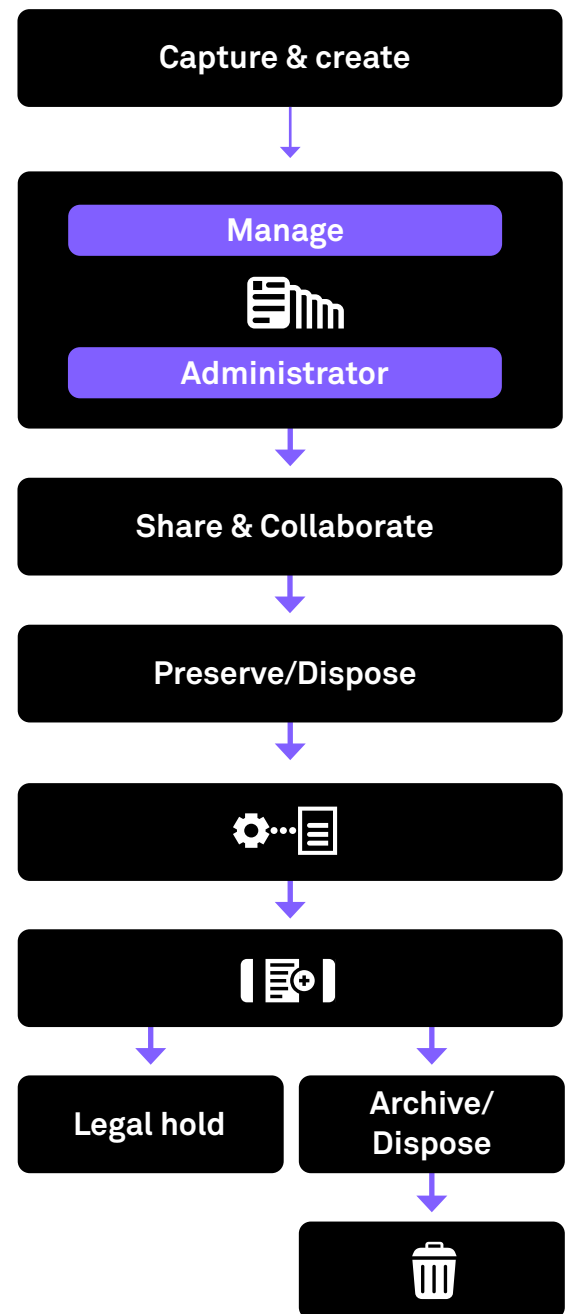 Capture & create
Manage
Administrator
Share & Collaborate
Preserve/Dispose
Legal hold
Archive/
Dispose